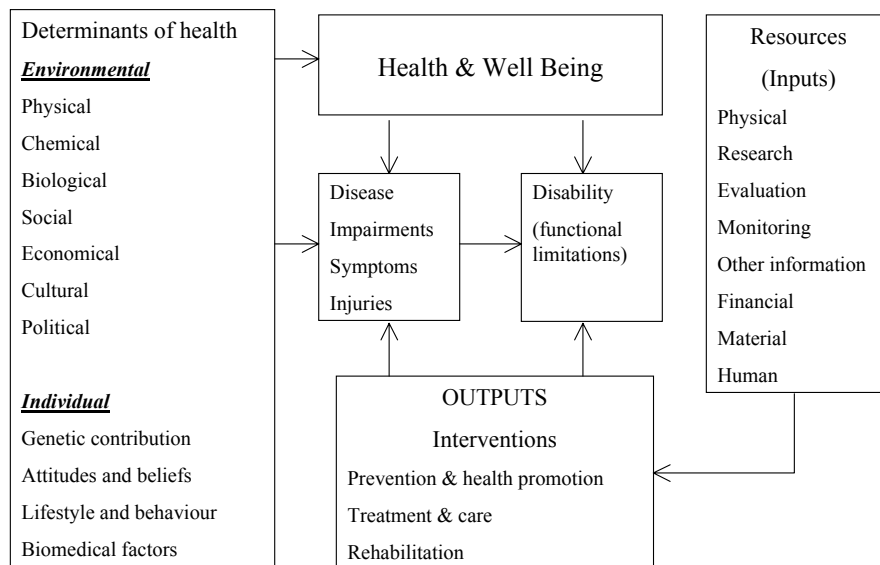 Determinants of health
Environmental
Physical
Chemical
Biological
Social
Economical
Cultural
Political
Individual
Genetic contribution
Attitudes and beliefs
Lifestyle and behaviour
Biomedical factors
Health & Well Being
Disease
Impairments
Symptoms
Injuries
Disability
(functional
limitations)
OUTPUTS
Interventions
Prevention & health promotion
Treatment & care
Rehabilitation
Resources
(Inputs)
Physical
Research
Evaluation
Monitoring
Other information
Financial
Material
Human